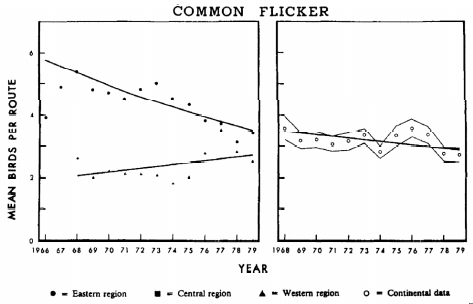 COMMON FLICKER
MEAN BIRDS PER ROUTE
6
4
2
0
1966 67 68 69 70 71 72 73 74 75 76 77 78 79
1968 69 70 71 72 73 74 75 76 77 78 79
YEAR
● = Eastern region ■ = Central region ▲ = Western region ○ = Continental data